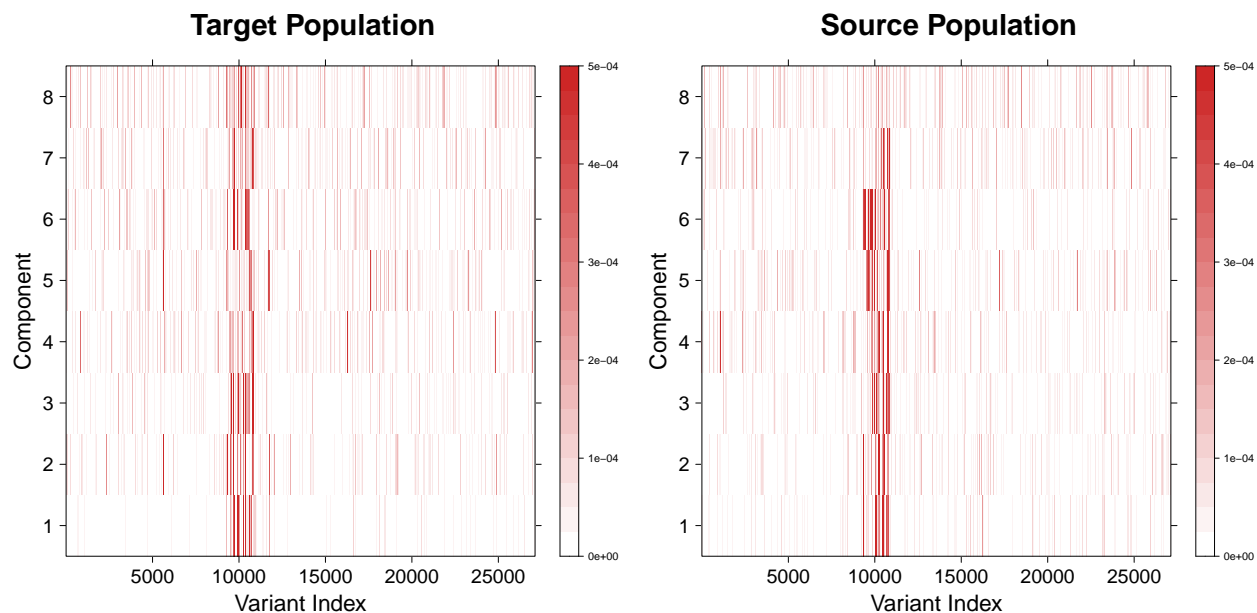 Target Population
8
7
6
5
4
3
2
1
Component
5000 10000 15000 20000 25000
Variant Index
5e−04
4e−04
3e−04
2e−04
1e−04
0e+00
Source Population
8
7
6
5
4
3
2
1
Component
5000 10000 15000 20000 25000
Variant Index
5e−04
4e−04
3e−04
2e−04
1e−04
0e+00